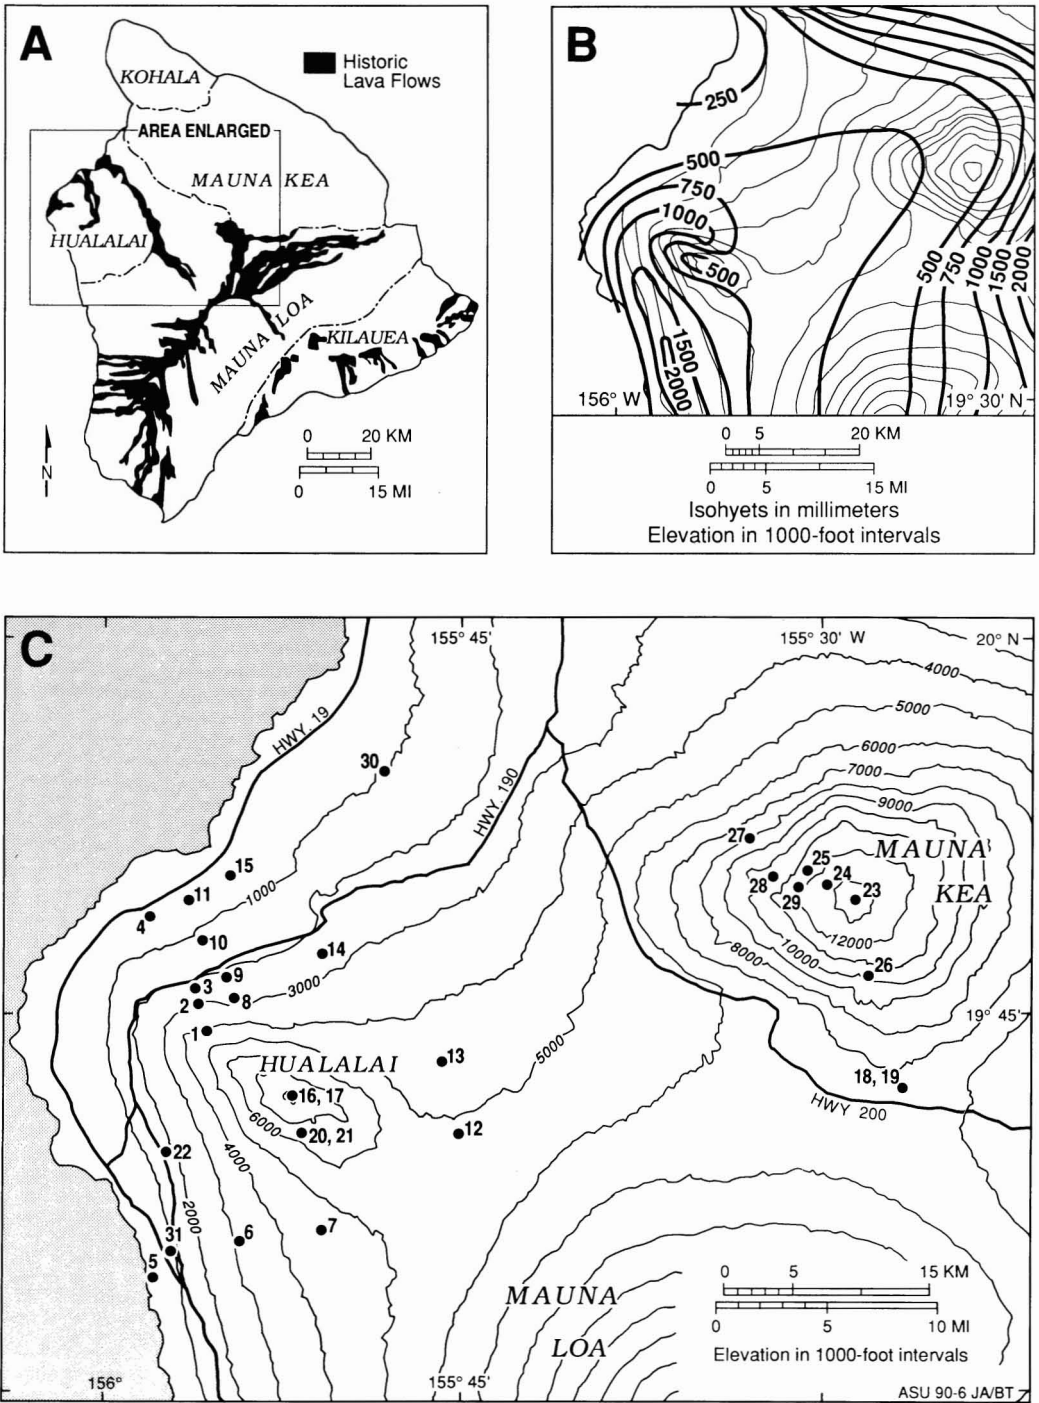 A
KOHALA
Historic
Lava Flows
AREA ENLARGED
MAUNA KEA
HUALALAI
MAUNA LOA
KILAUEA
N
0 20 KM
0 15 MI
B
250
500
750
1000
500
1500
2000
500
750
1000
1500
2000
156° W
19° 30' N
0 5 20 KM
0 5 15 MI
Isohyets in millimeters
Elevation in 1000-foot intervals
C
155° 45'
155° 30' W
20° N
HWY. 19
4000
5000
6000
7000
9000
30
HWY. 190
27
MAUNA
KEA
25
24
28
29
23
15
11
1000
4
10
12000
10000
8000
26
14
9
3
3000
2
8
1
19° 45'
HUALALAI
13
5000
18, 19
HWY 200
16, 17
6000
20, 21
12
22
4000
2000
31
6
7
5
MAUNA
LOA
0 5 15 KM
0 5 10 MI
Elevation in 1000-foot intervals
156°
155° 45'
ASU 90-6 JA/BT